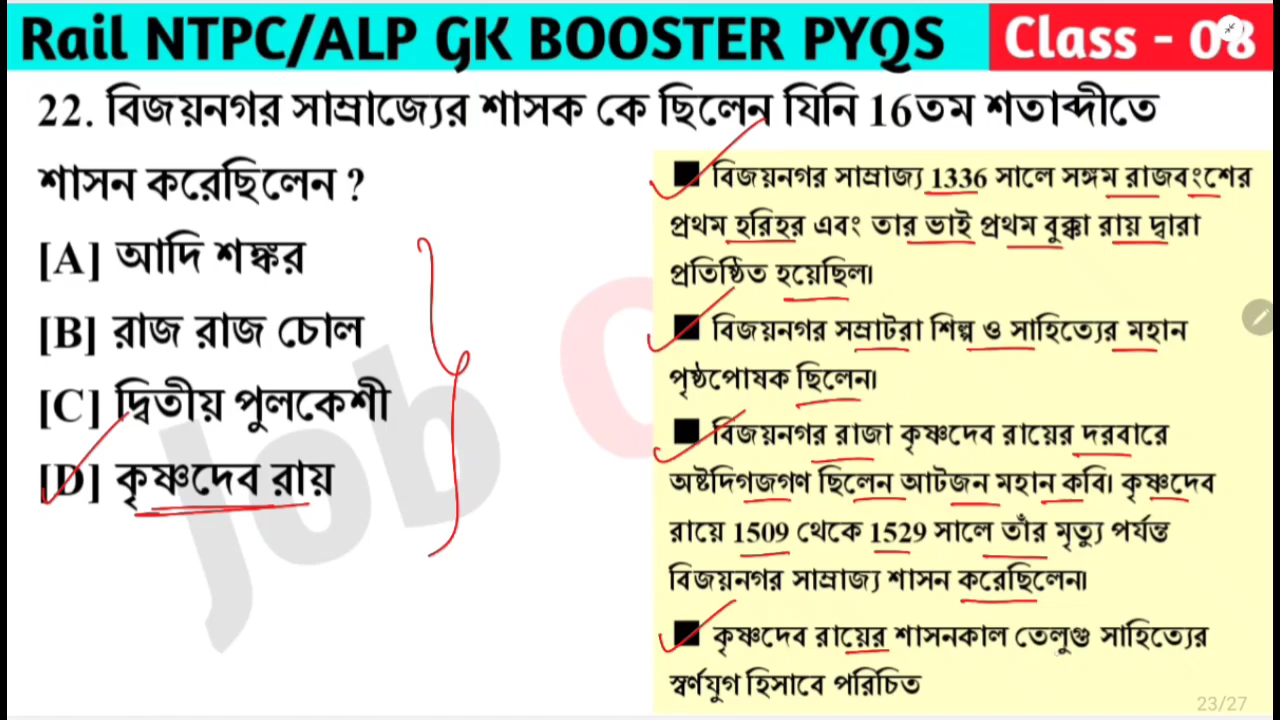 Rail NTPC/ALP GK BOOSTER PYQS Class - 08
22. বিজয়নগর সাম্রাজ্যের শাসক কে ছিলেন যিনি 16তম শতাব্দীতে
শাসন করেছিলেন ?
[A] আদি শঙ্কর
[B] রাজ রাজ চোল
[C] দ্বিতীয় পুলকেশী
[D] কৃষ্ণদেব রায়
■ বিজয়নগর সাম্রাজ্য 1336 সালে সঙ্গম রাজবংশের
প্রথম হরিহর এবং তার ভাই প্রথম বুক্কা রায় দ্বারা
প্রতিষ্ঠিত হয়েছিল।
■ বিজয়নগর সম্রাটরা শিল্প ও সাহিত্যের মহান
পৃষ্ঠপোষক ছিলেন।
■ বিজয়নগর রাজা কৃষ্ণদেব রায়ের দরবারে
অষ্টদিগজগণ ছিলেন আটজন মহান কবি। কৃষ্ণদেব
রায়ে 1509 থেকে 1529 সালে তাঁর মৃত্যু পর্যন্ত
বিজয়নগর সাম্রাজ্য শাসন করেছিলেন।
■ কৃষ্ণদেব রায়ের শাসনকাল তেলুগু সাহিত্যের
স্বর্ণযুগ হিসাবে পরিচিত
Job
23/27